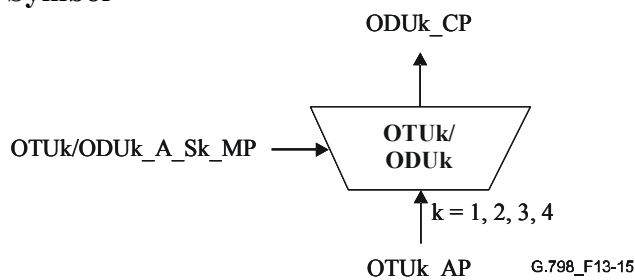 Symbol
ODUk_CP
OTUk/ODUk_A_Sk_MP
OTUk/
ODUk
k = 1, 2, 3, 4
OTUk_AP
G.798_F13-15